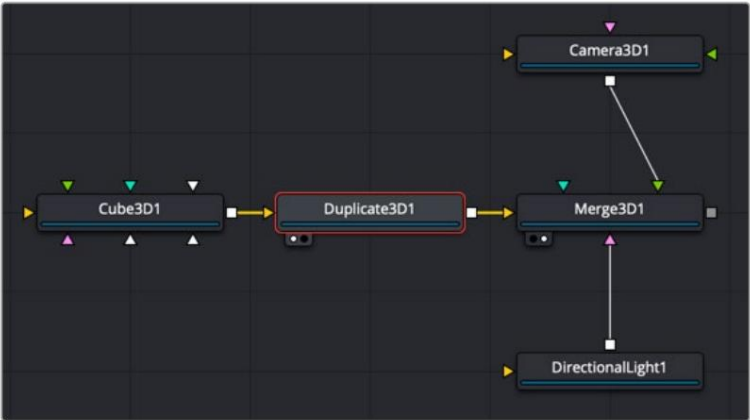 Camera3D1
Cube3D1
Duplicate3D1
Merge3D1
DirectionalLight1